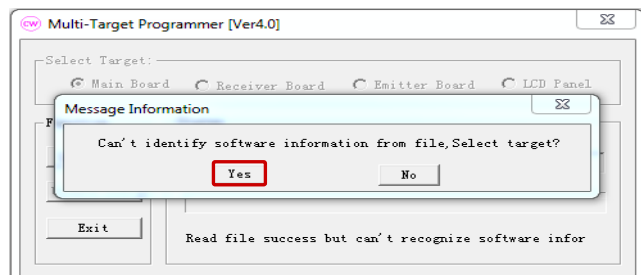 cw Multi-Target Programmer [Ver4.0]
Select Target:
Main Board Receiver Board Emitter Board LCD Panel
Message Information
F
Can't identify software information from file,Select target?
Yes No
Exit
Read file success but can't recognize software infor